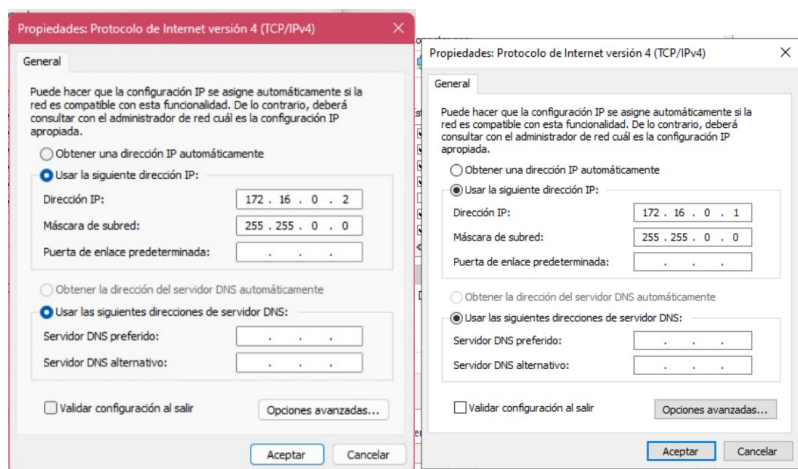 Propiedades: Protocolo de Internet versión 4 (TCP/IPv4)
General
Puede hacer que la configuración IP se asigne automáticamente si la
red es compatible con esta funcionalidad. De lo contrario, deberá
consultar con el administrador de red cuál es la configuración IP
apropiada.
Obtener una dirección IP automáticamente
Usar la siguiente dirección IP:
Dirección IP: 172 . 16 . 0 . 2
Máscara de subred: 255 . 255 . 0 . 0
Puerta de enlace predeterminada: . . .
Obtener la dirección del servidor DNS automáticamente
Usar las siguientes direcciones de servidor DNS:
Servidor DNS preferido: . . .
Servidor DNS alternativo: . . .
Validar configuración al salir
Opciones avanzadas...
Aceptar Cancelar
Propiedades: Protocolo de Internet versión 4 (TCP/IPv4)
General
Puede hacer que la configuración IP se asigne automáticamente si la
red es compatible con esta funcionalidad. De lo contrario, deberá
consultar con el administrador de red cuál es la configuración IP
apropiada.
Obtener una dirección IP automáticamente
Usar la siguiente dirección IP:
Dirección IP: 172 . 16 . 0 . 1
Máscara de subred: 255 . 255 . 0 . 0
Puerta de enlace predeterminada: . . .
Obtener la dirección del servidor DNS automáticamente
Usar las siguientes direcciones de servidor DNS:
Servidor DNS preferido: . . .
Servidor DNS alternativo: . . .
Validar configuración al salir
Opciones avanzadas...
Aceptar Cancelar